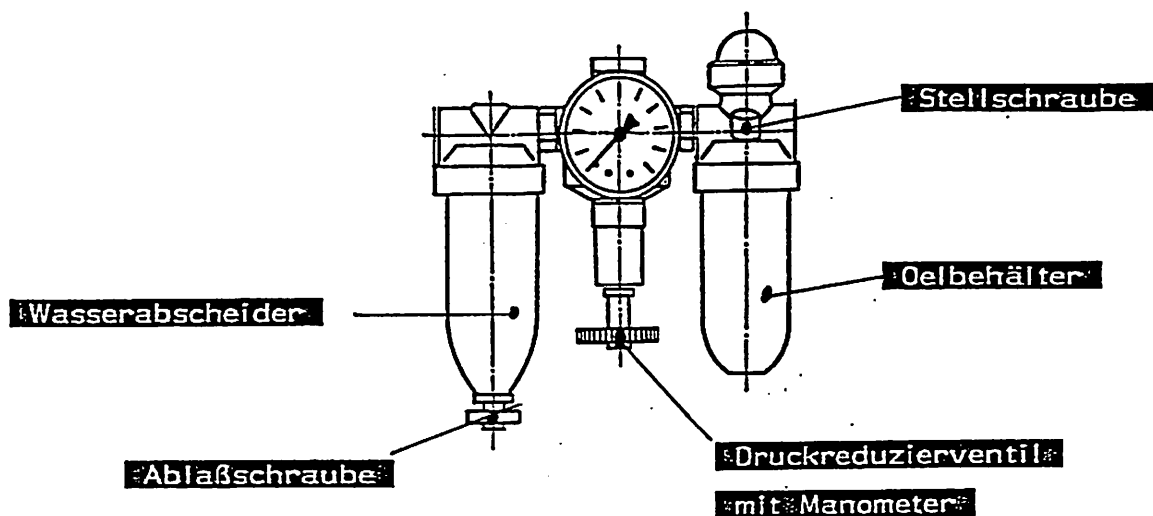 Stellschraube
Oelbehälter
Wasserabscheider
Ablaßschraube
Druckreduzierventil
mit Manometer